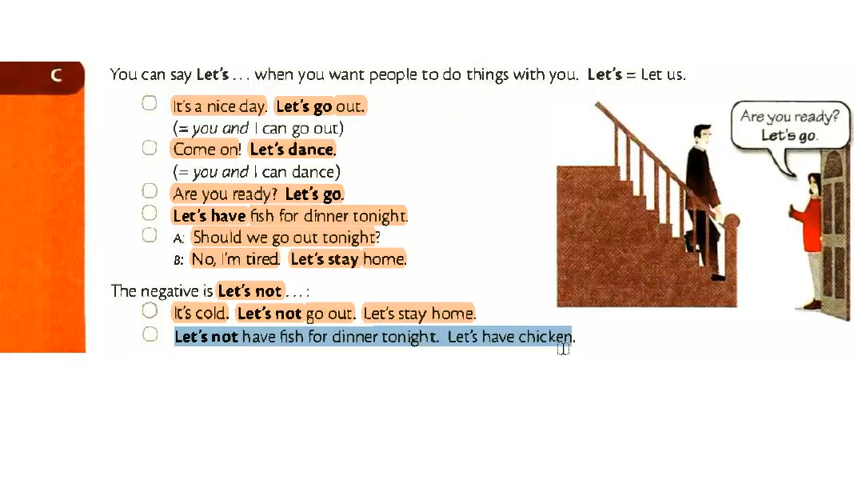 C
You can say Let's ... when you want people to do things with you. Let's = Let us.
It's a nice day. Let's go out.
(= you and I can go out)
Come on! Let's dance.
(= you and I can dance)
Are you ready? Let's go.
Let's have fish for dinner tonight.
A: Should we go out tonight?
B: No, I'm tired. Let's stay home.
The negative is Let's not ... :
It's cold. Let's not go out. Let's stay home.
Let's not have fish for dinner tonight. Let's have chicken.
Are you ready?
Let's go.